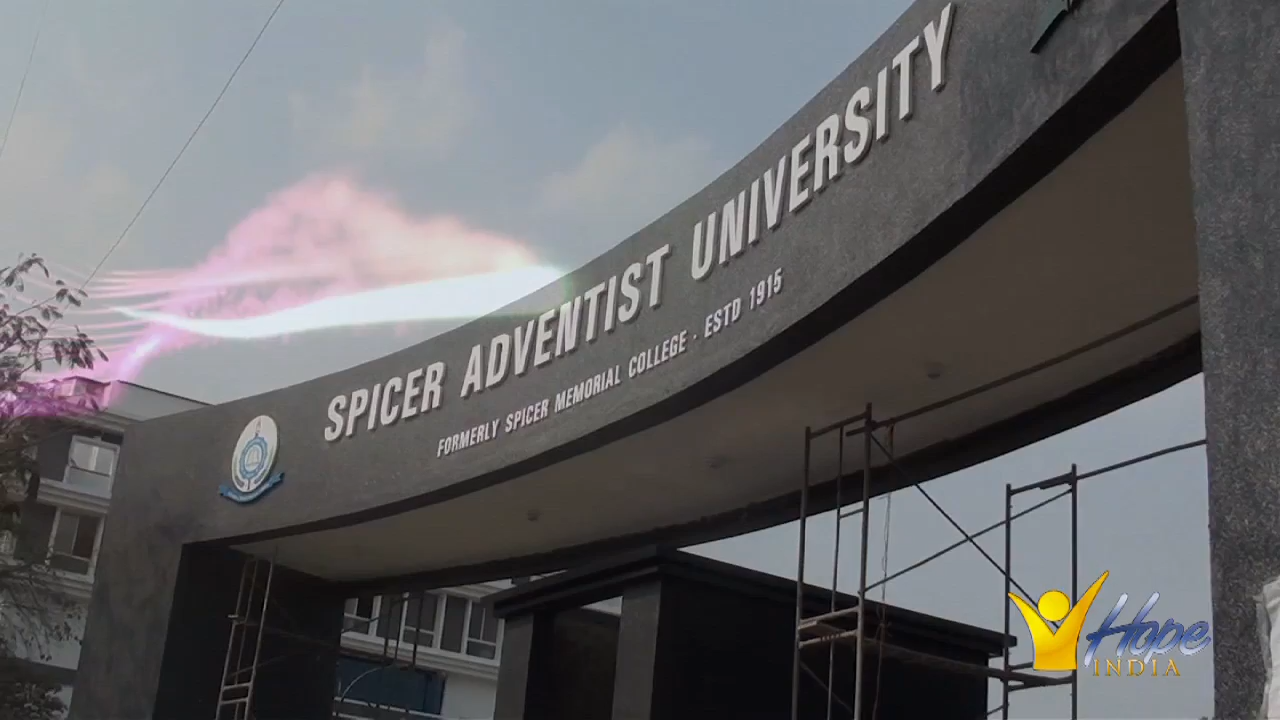 SPICER ADVENTIST UNIVERSITY
FORMERLY SPICER MEMORIAL COLLEGE · ESTD 1915
Hope
INDIA